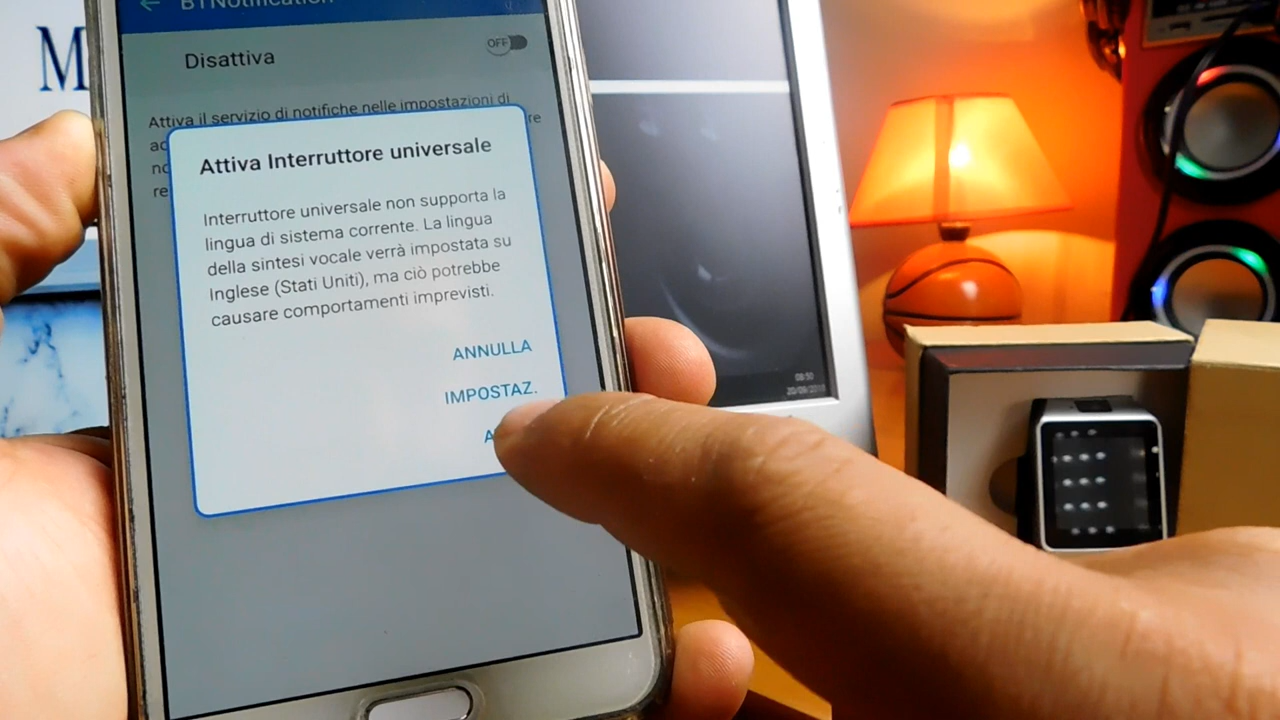 M
BTNotification
Disattiva
OFF
Attiva il servizio di notifiche nelle impostazioni di
Attiva Interruttore universale
Interruttore universale non supporta la
lingua di sistema corrente. La lingua
della sintesi vocale verrà impostata su
Inglese (Stati Uniti), ma ciò potrebbe
causare comportamenti imprevisti.
ANNULLA
IMPOSTAZ.
08:50